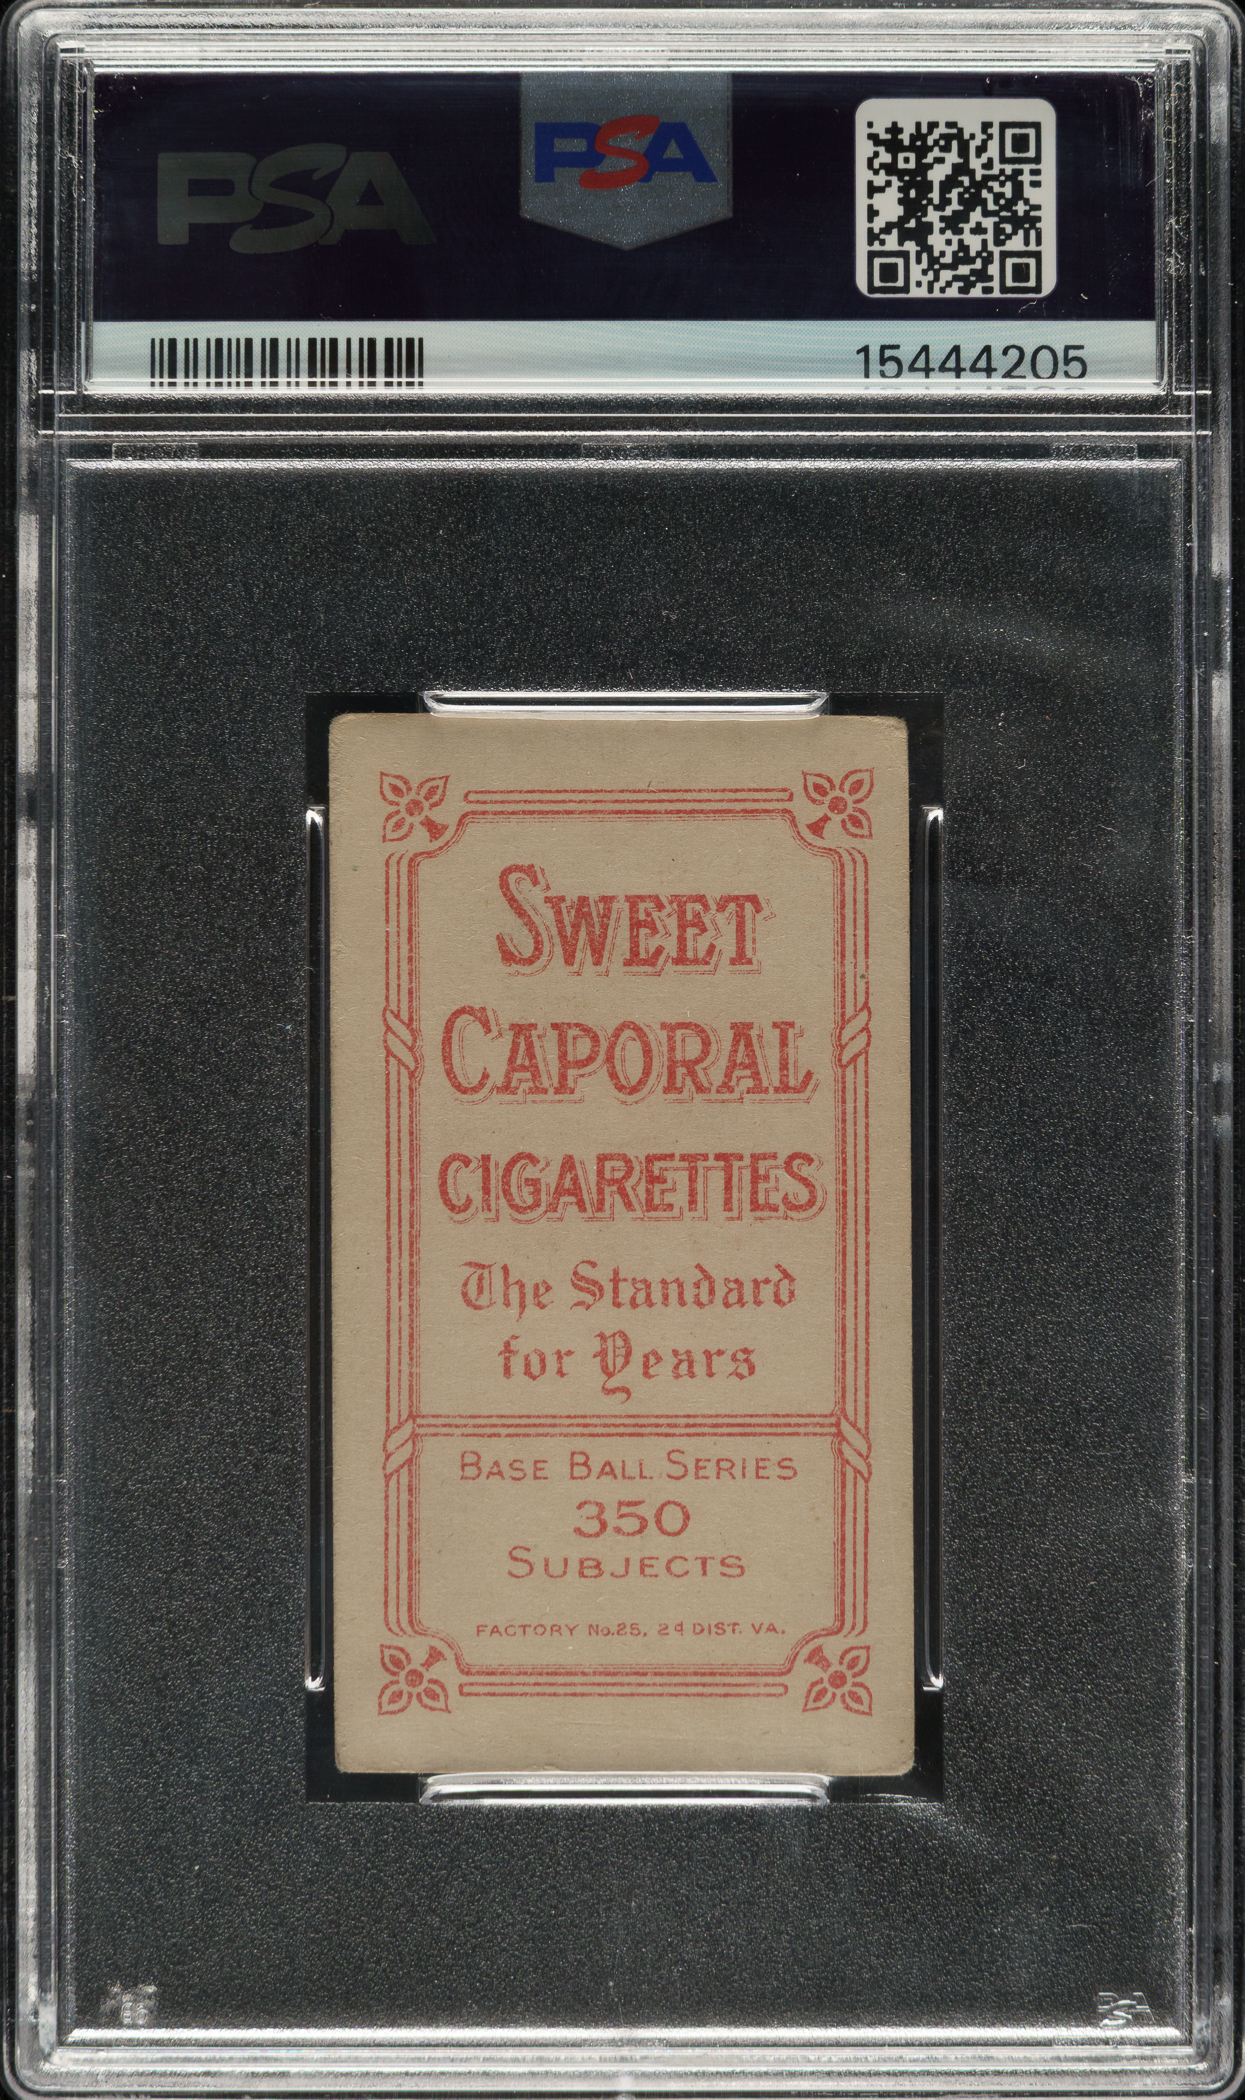 PSA
PSA
15444205
SWEET
CAPORAL
CIGARETTES
The Standard
for Years
BASE BALL SERIES
350
SUBJECTS
FACTORY No.25, 2d DIST. VA.
PSA